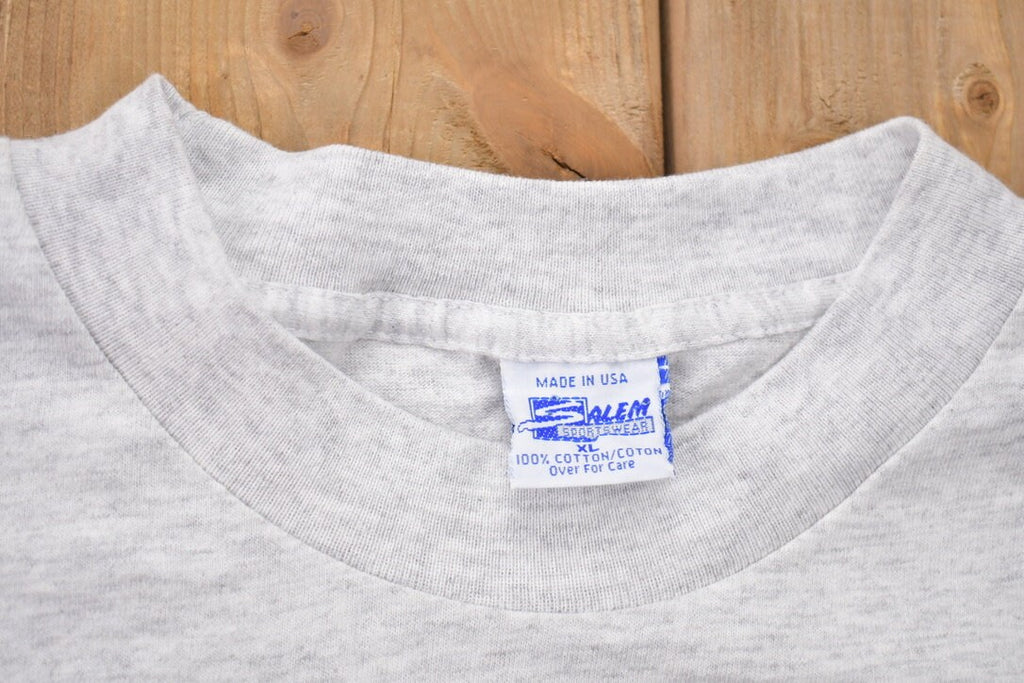 MADE IN USA
SALEM
SPORTSWEAR
XL
100% COTTON/COTON
Over For Care